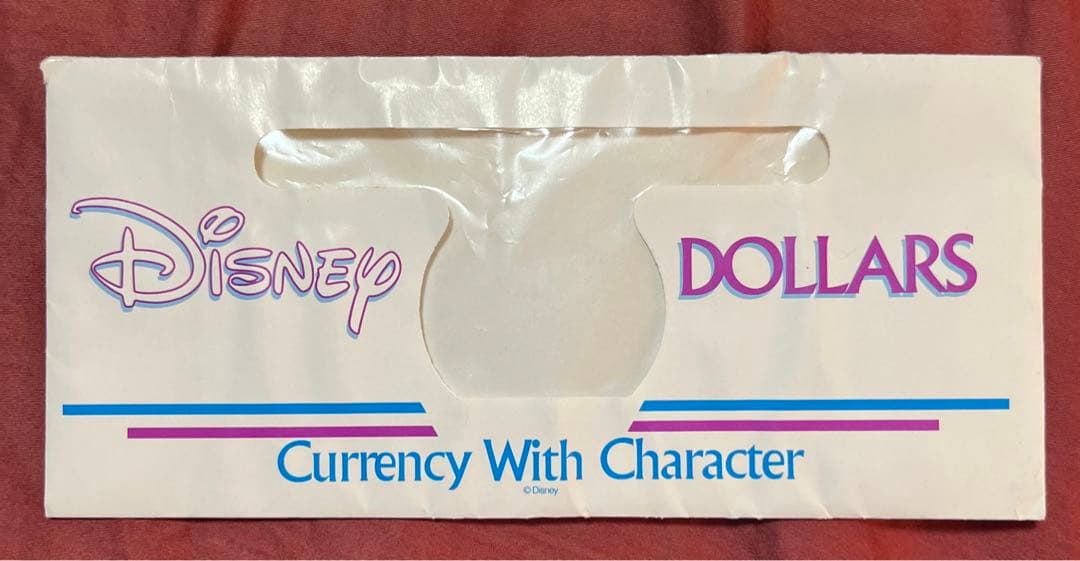 Disney DOLLARS
Currency With Character
© Disney